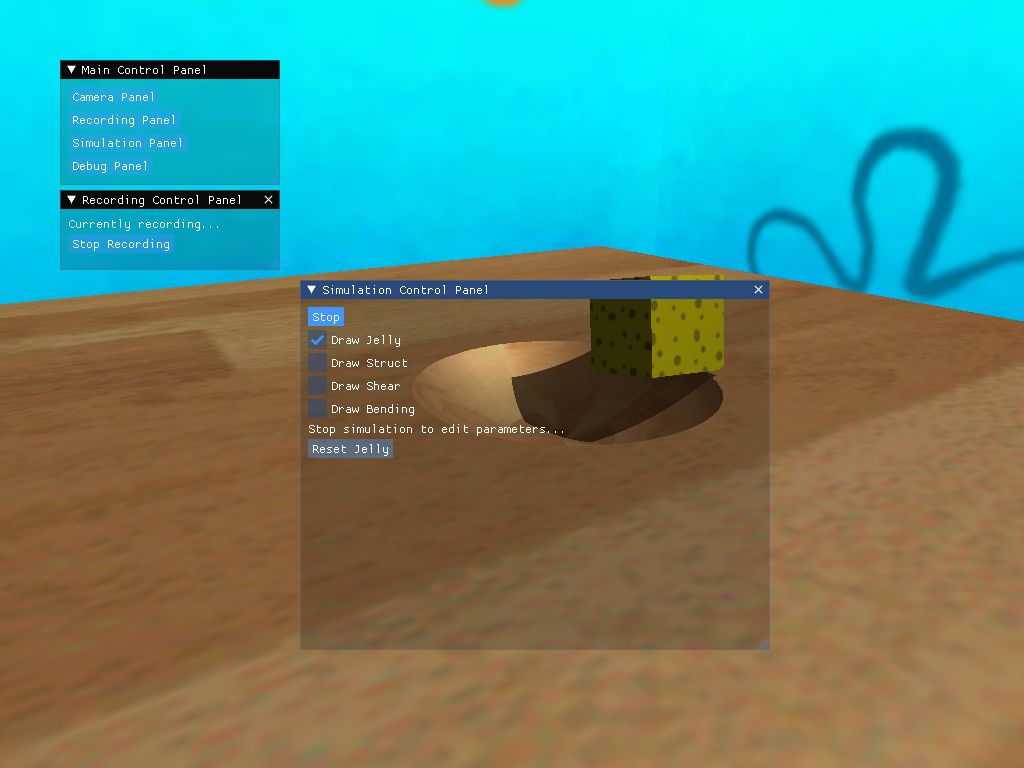 Main Control Panel
Camera Panel
Recording Panel
Simulation Panel
Debug Panel
Recording Control Panel
Currently recording...
Stop Recording
Simulation Control Panel
Stop
Draw Jelly
Draw Struct
Draw Shear
Draw Bending
Stop simulation to edit parameters...
Reset Jelly